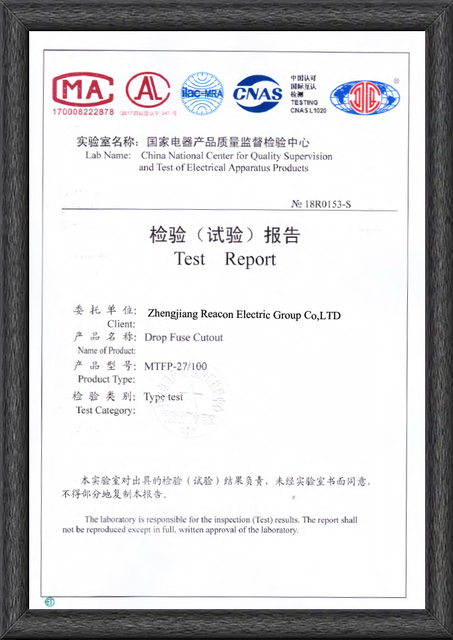 MA
170008222878
AL
ilac-MRA
CNAS
中国认可
国际互认
检测
TESTING
CNAS L1020
®
实验室名称: 国家电器产品质量监督检验中心
Lab Name: China National Center for Quality Supervision
and Test of Electrical Apparatus Products
№ 18R0153-S
检验（试验）报告
Test Report
委托单位: Zhengjiang Reacon Electric Group Co,LTD
Client:
产品名称: Drop Fuse Cutout
Name of Product:
产品型号: MTFP-27/100
Product Type:
检验类别: Type test
Test Category:
本实验室对出具的检验（试验）结果负责，未经实验室书面同意，
不得部分地复制本报告。
The laboratory is responsible for the inspection (Test) results. The report shall
not be reproduced except in full, written approval of the laboratory.